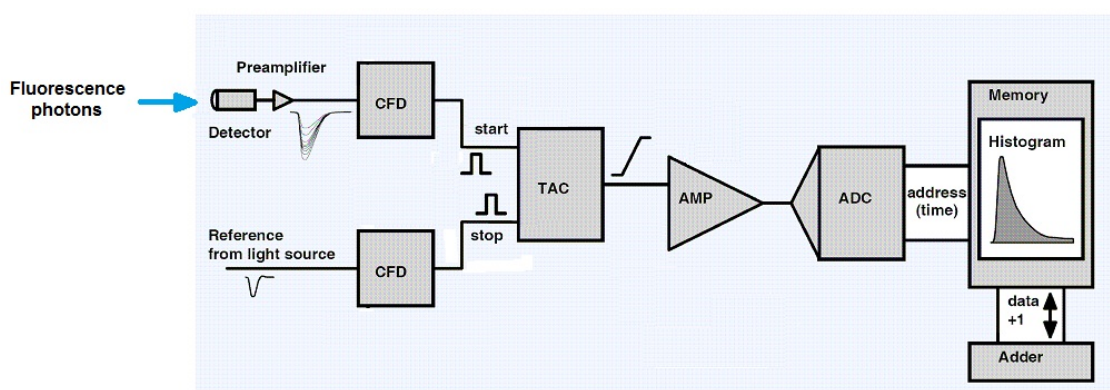 Fluorescence
photons
Preamplifier
Detector
CFD
start
TAC
stop
Reference
from light source
CFD
AMP
ADC
address
(time)
Memory
Histogram
data
+1
Adder